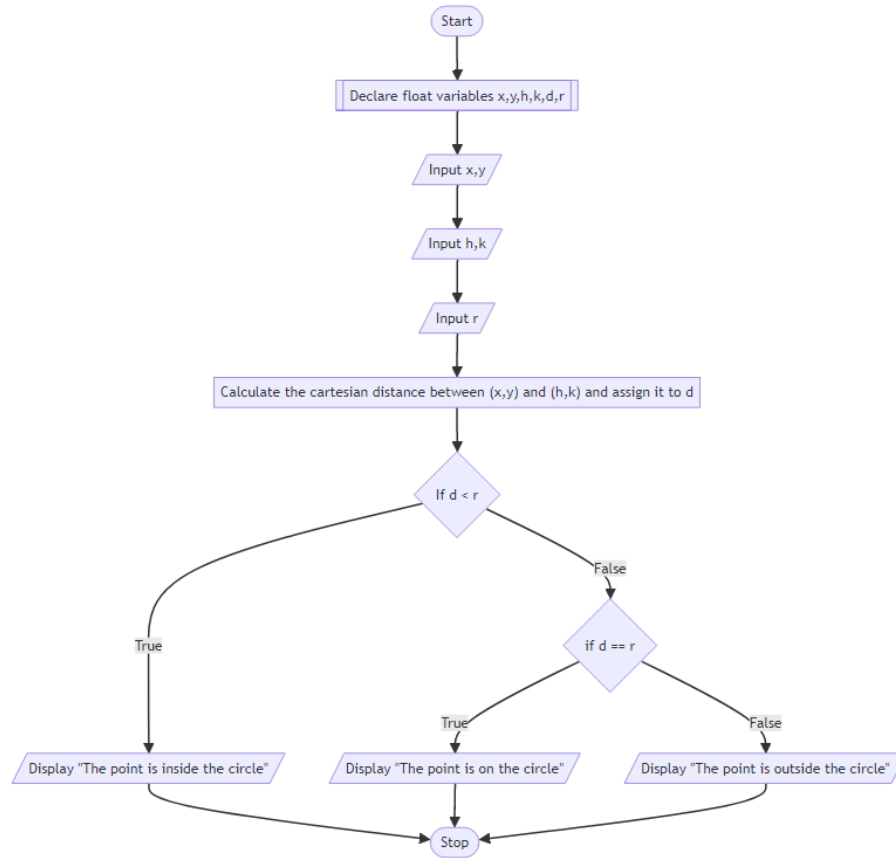 Start
Declare float variables x,y,h,k,d,r
Input x,y
Input h,k
Input r
Calculate the cartesian distance between (x,y) and (h,k) and assign it to d
If d < r
False
True
if d == r
True
False
Display "The point is inside the circle"
Display "The point is on the circle"
Display "The point is outside the circle"
Stop